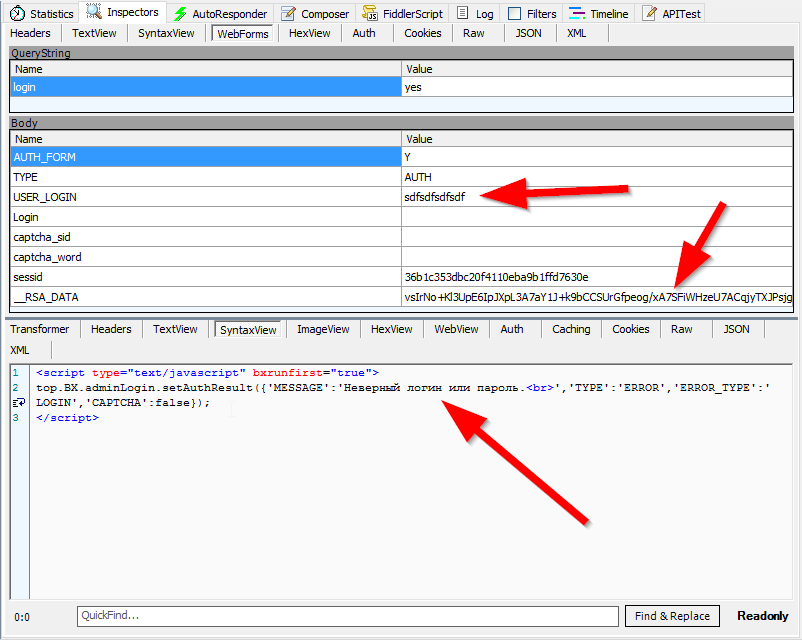 Statistics Inspectors AutoResponder Composer FiddlerScript Log Filters Timeline APITest
Headers TextView SyntaxView WebForms HexView Auth Cookies Raw JSON XML
QueryString
Name Value
login yes
Body
Name Value
AUTH_FORM Y
TYPE AUTH
USER_LOGIN sdfsdfsdfsdf
Login
captcha_sid
captcha_word
sessid 36b1c353dbc20f4110eba9b1ffd7630e
__RSA_DATA vsIrNo+Kl3UpE6IpJXpL3A7aY1J+k9bCCSUrGfpeog/xA7SFiWHzeU7ACqjyTXJPsjg
Transformer Headers TextView SyntaxView ImageView HexView WebView Auth Caching Cookies Raw JSON
XML
1 <script type="text/javascript" bxrunfirst="true">
2 top.BX.adminLogin.setAuthResult({'MESSAGE':'Неверный логин или пароль.<br>','TYPE':'ERROR','ERROR_TYPE':'
LOGIN','CAPTCHA':false});
3 </script>
0:0 QuickFind... Find & Replace Readonly